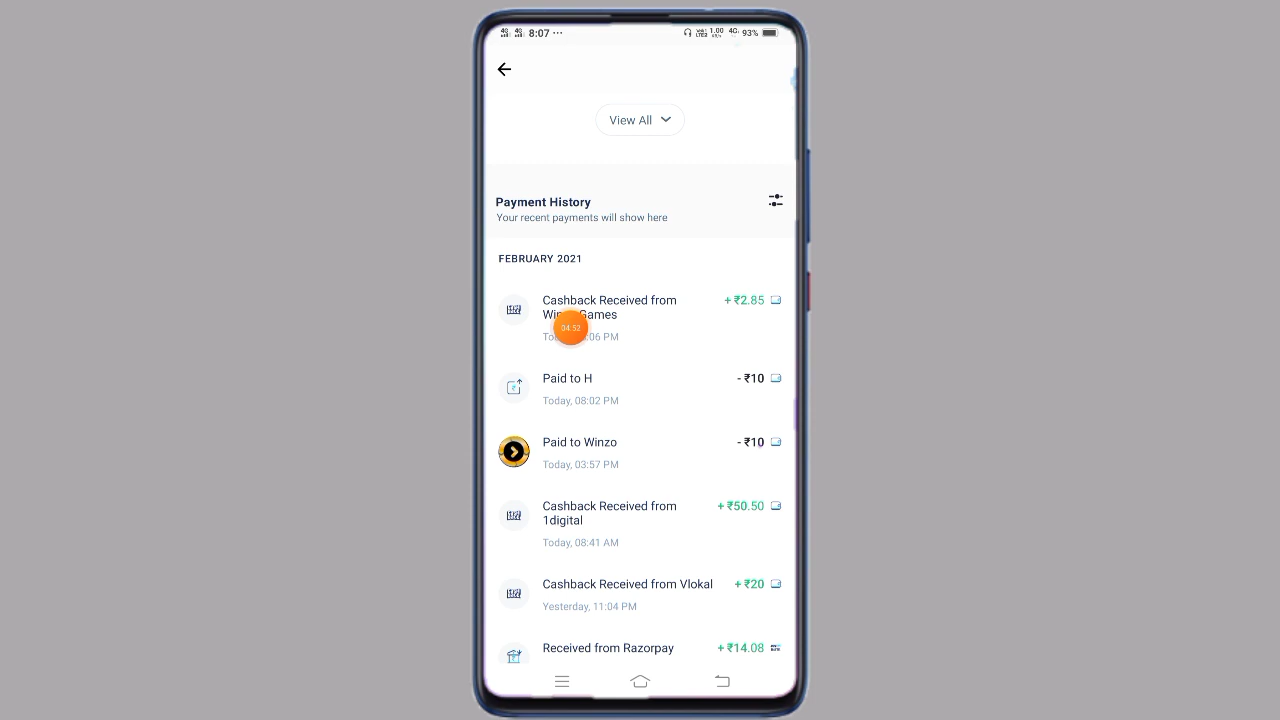 8:07 ...
1.00
4G
93%
View All
Payment History
Your recent payments will show here
FEBRUARY 2021
Cashback Received from
+ ₹2.85
Games
04:52
06 PM
Paid to H
- ₹10
Today, 08:02 PM
Paid to Winzo
- ₹10
Today, 03:57 PM
Cashback Received from
+ ₹50.50
1digital
Today, 08:41 AM
Cashback Received from Vlokal
+ ₹20
Yesterday, 11:04 PM
Received from Razorpay
+ ₹14.08